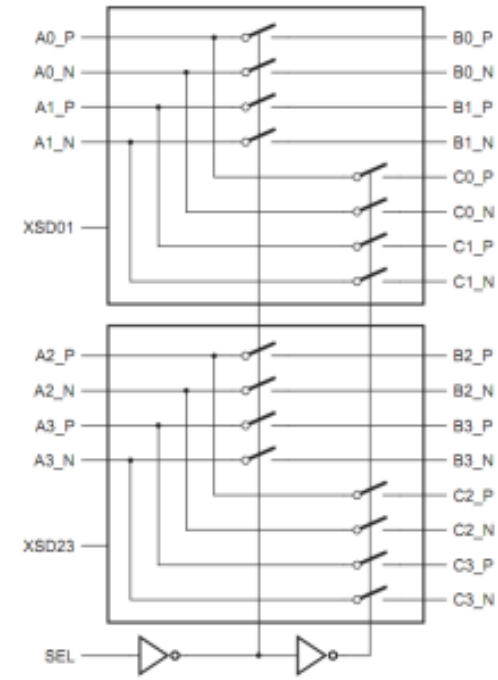 A0_P B0_P
A0_N B0_N
A1_P B1_P
A1_N B1_N
C0_P
C0_N
XSD01
C1_P
C1_N
A2_P B2_P
A2_N B2_N
A3_P B3_P
A3_N B3_N
C2_P
C2_N
XSD23
C3_P
C3_N
SEL